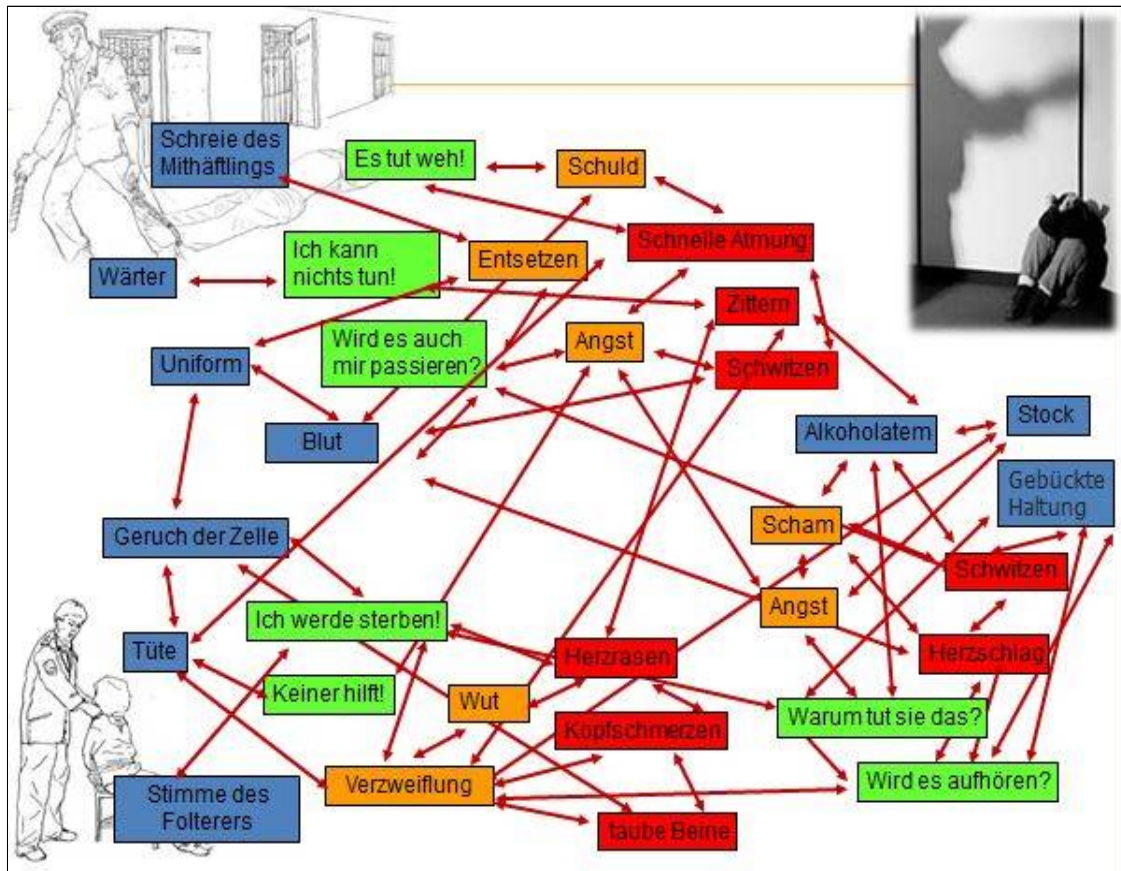 Schreie des
Mithäftlings
Es tut weh!
Schuld
Schnelle Atmung
Ich kann
nichts tun!
Entsetzen
Wärter
Zittern
Wird es auch
mir passieren?
Angst
Uniform
Schwitzen
Blut
Alkoholatem
Stock
Gebückte
Haltung
Geruch der Zelle
Scham
Schwitzen
Ich werde sterben!
Angst
Tüte
Herzrasen
Herzschlag
Keiner hilft!
Wut
Warum tut sie das?
Kopfschmerzen
Verzweiflung
Wird es aufhören?
Stimme des
Folterers
taube Beine